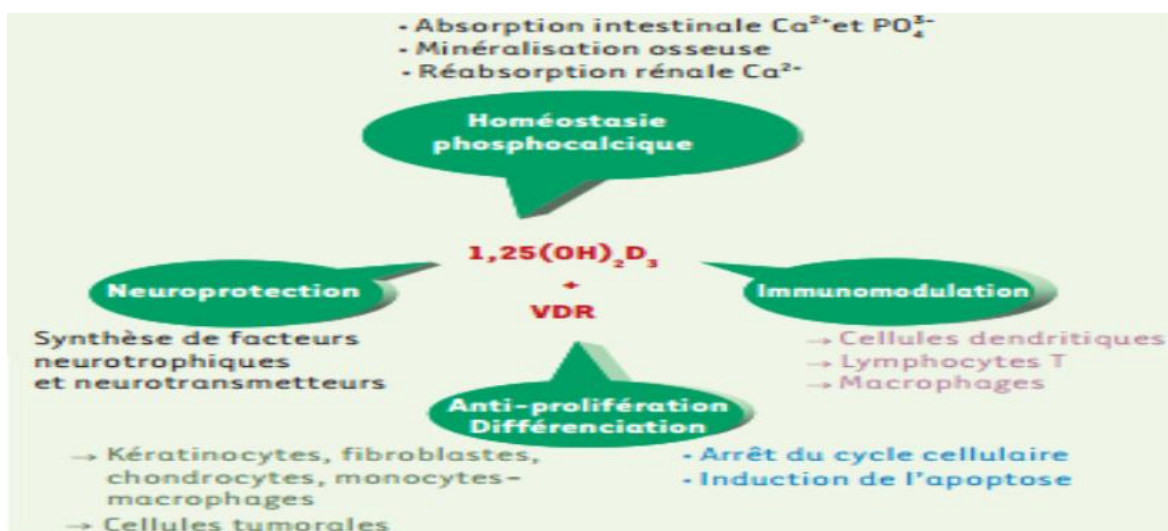 - Absorption intestinale Ca²⁺et PO₄³⁻
- Minéralisation osseuse
- Réabsorption rénale Ca²⁻
Homéostasie
phosphocalcique
1,25(OH)₂D₃
+
VDR
Neuroprotection
Synthèse de facteurs
neurotrophiques
et neurotransmetteurs
Immunomodulation
→ Cellules dendritiques
→ Lymphocytes T
→ Macrophages
Anti-prolifération
Différenciation
→ Kératinocytes, fibroblastes,
chondrocytes, monocytes-
macrophages
→ Cellules tumorales
- Arrêt du cycle cellulaire
- Induction de l'apoptose